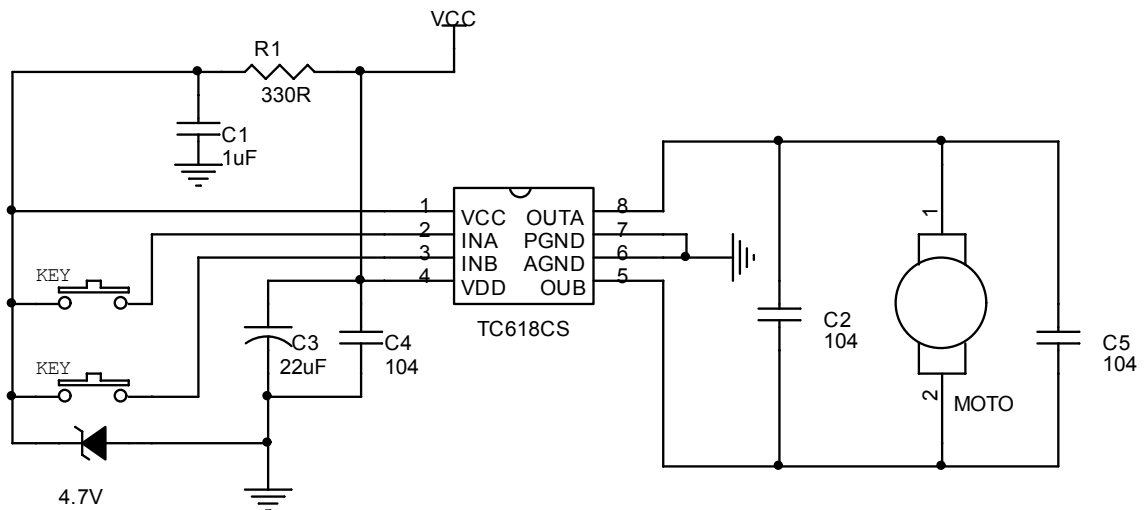 VCC
R1
330R
C1
1uF
1
2
3
4
VCC
INA
INB
VDD
OUTA
PGND
AGND
OUB
8
7
6
5
TC618CS
KEY
KEY
C3
22uF
C4
104
4.7V
C2
104
1
2
MOTO
C5
104